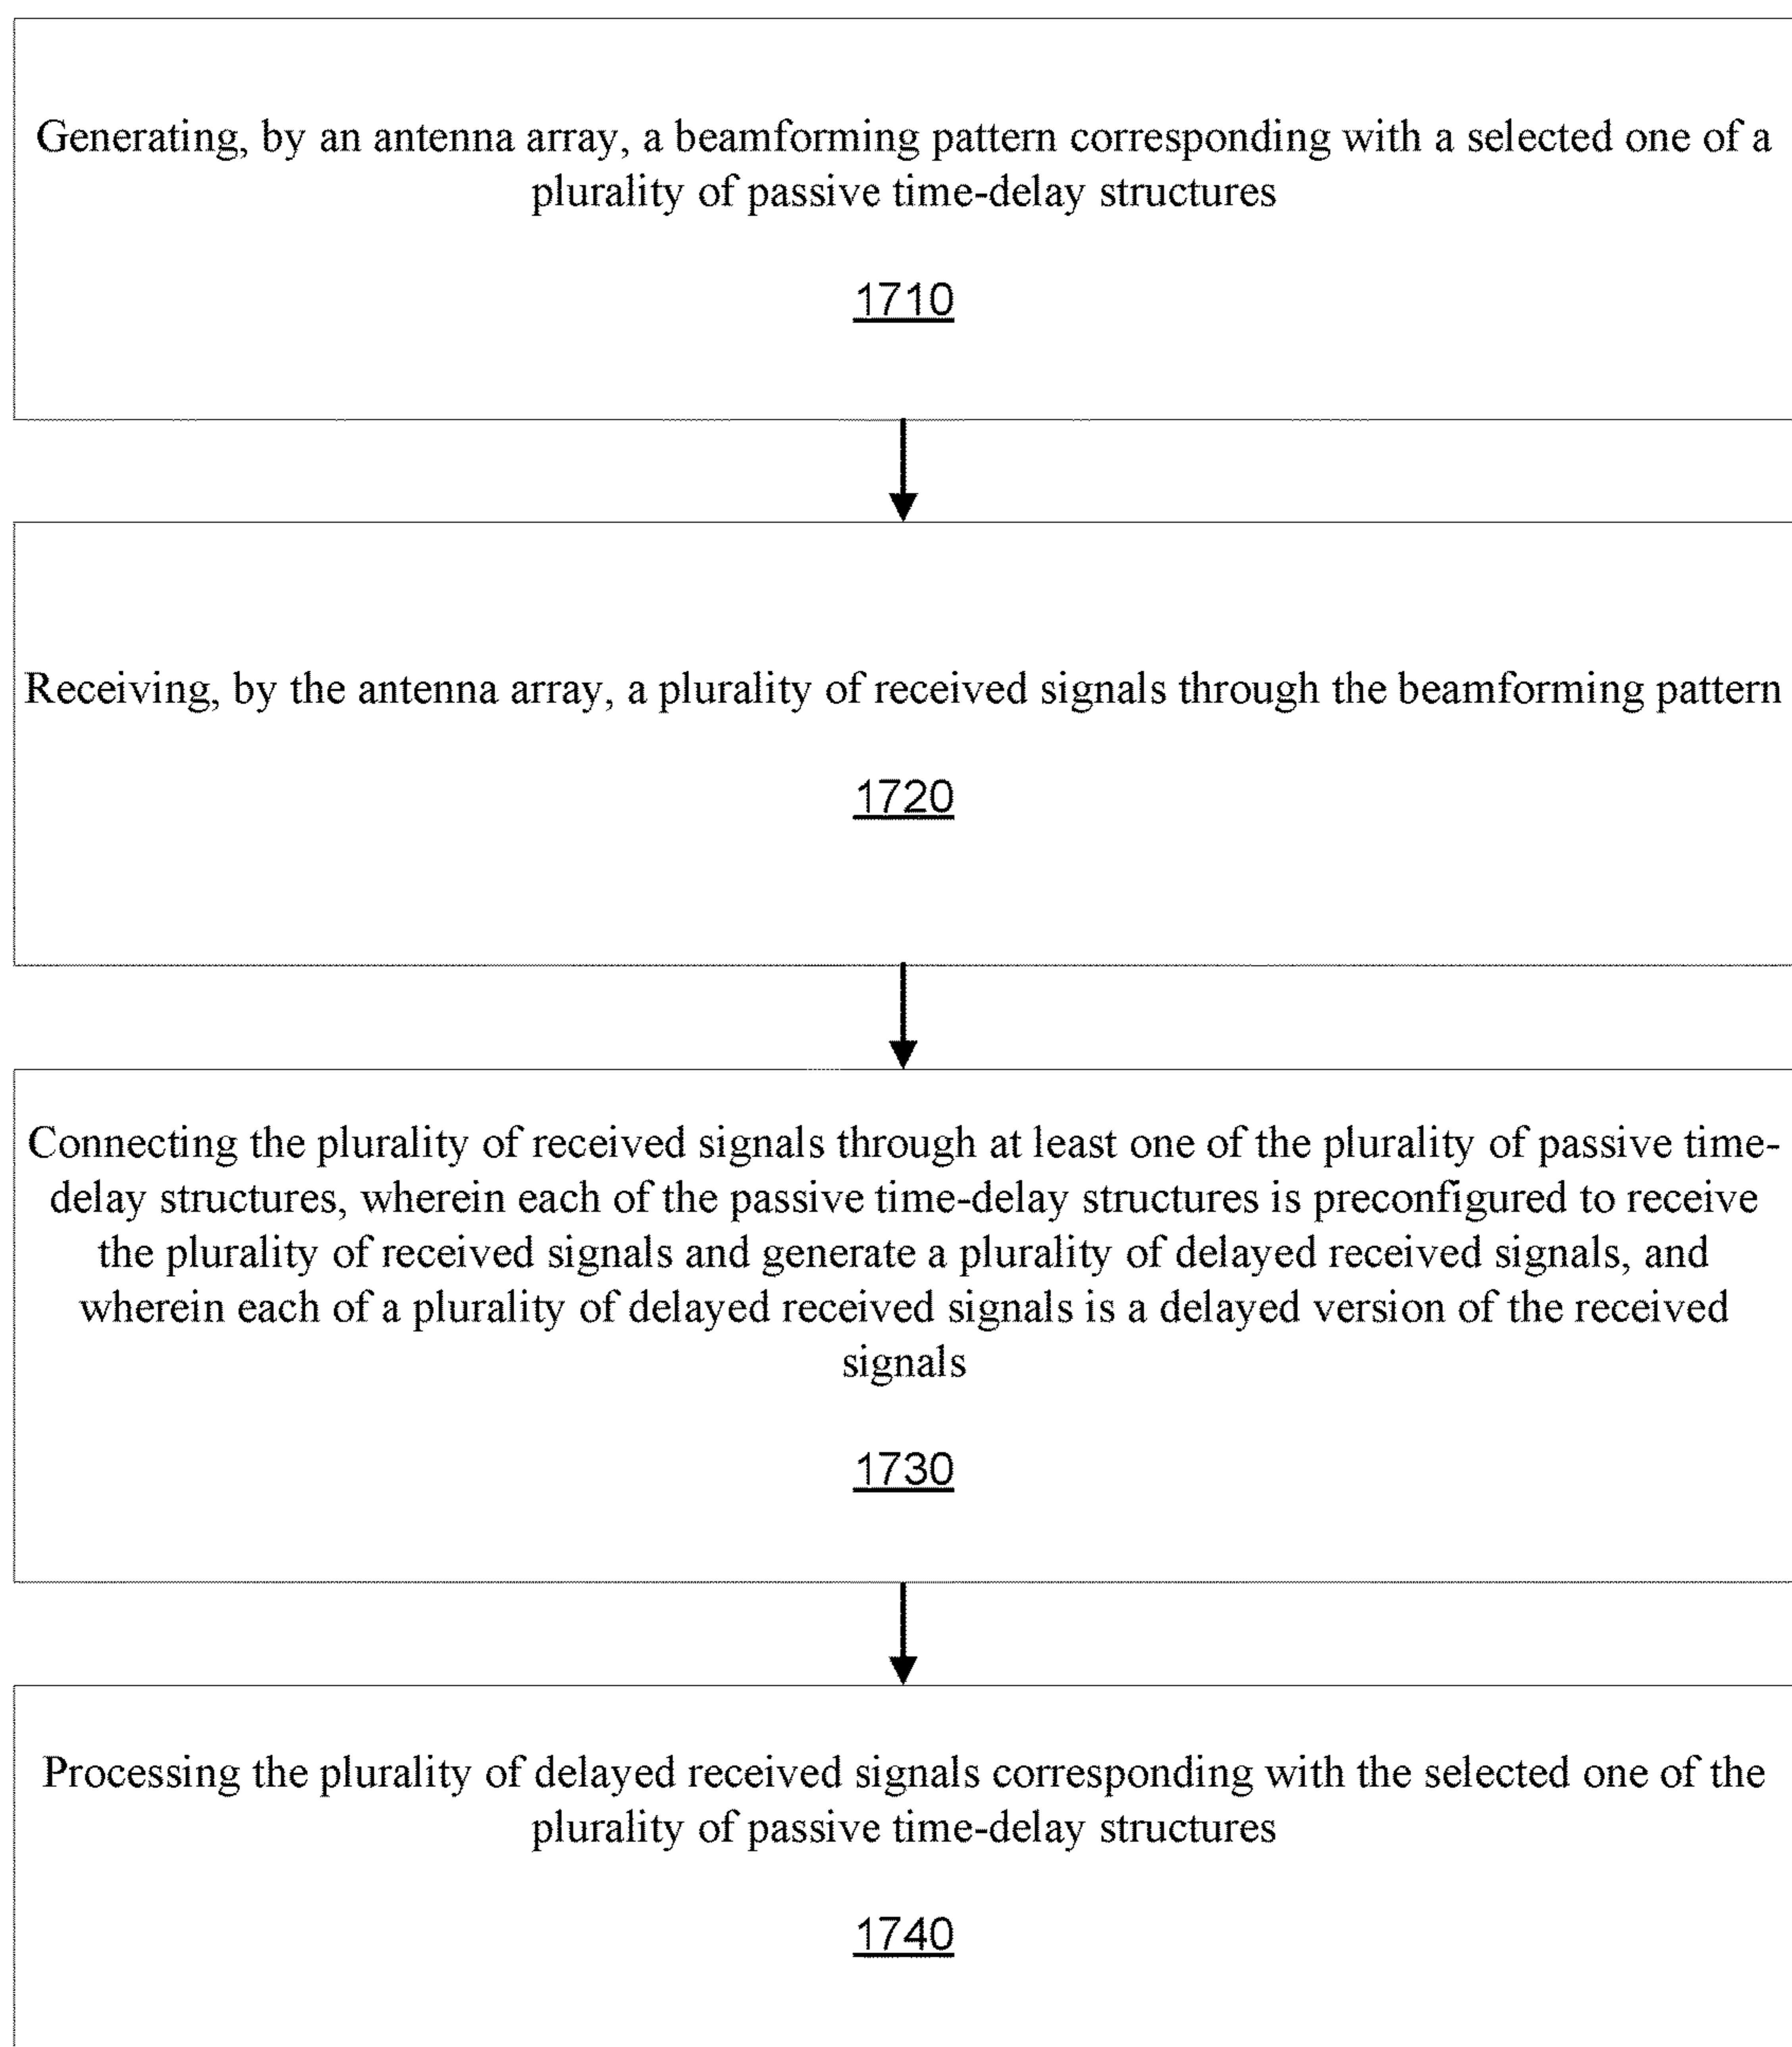 Generating, by an antenna array, a beamforming pattern corresponding with a selected one of a
plurality of passive time-delay structures
1710
Receiving, by the antenna array, a plurality of received signals through the beamforming pattern
1720
Connecting the plurality of received signals through at least one of the plurality of passive time-
delay structures, wherein each of the passive time-delay structures is preconfigured to receive
the plurality of received signals and generate a plurality of delayed received signals, and
wherein each of a plurality of delayed received signals is a delayed version of the received
signals
1730
Processing the plurality of delayed received signals corresponding with the selected one of the
plurality of passive time-delay structures
1740